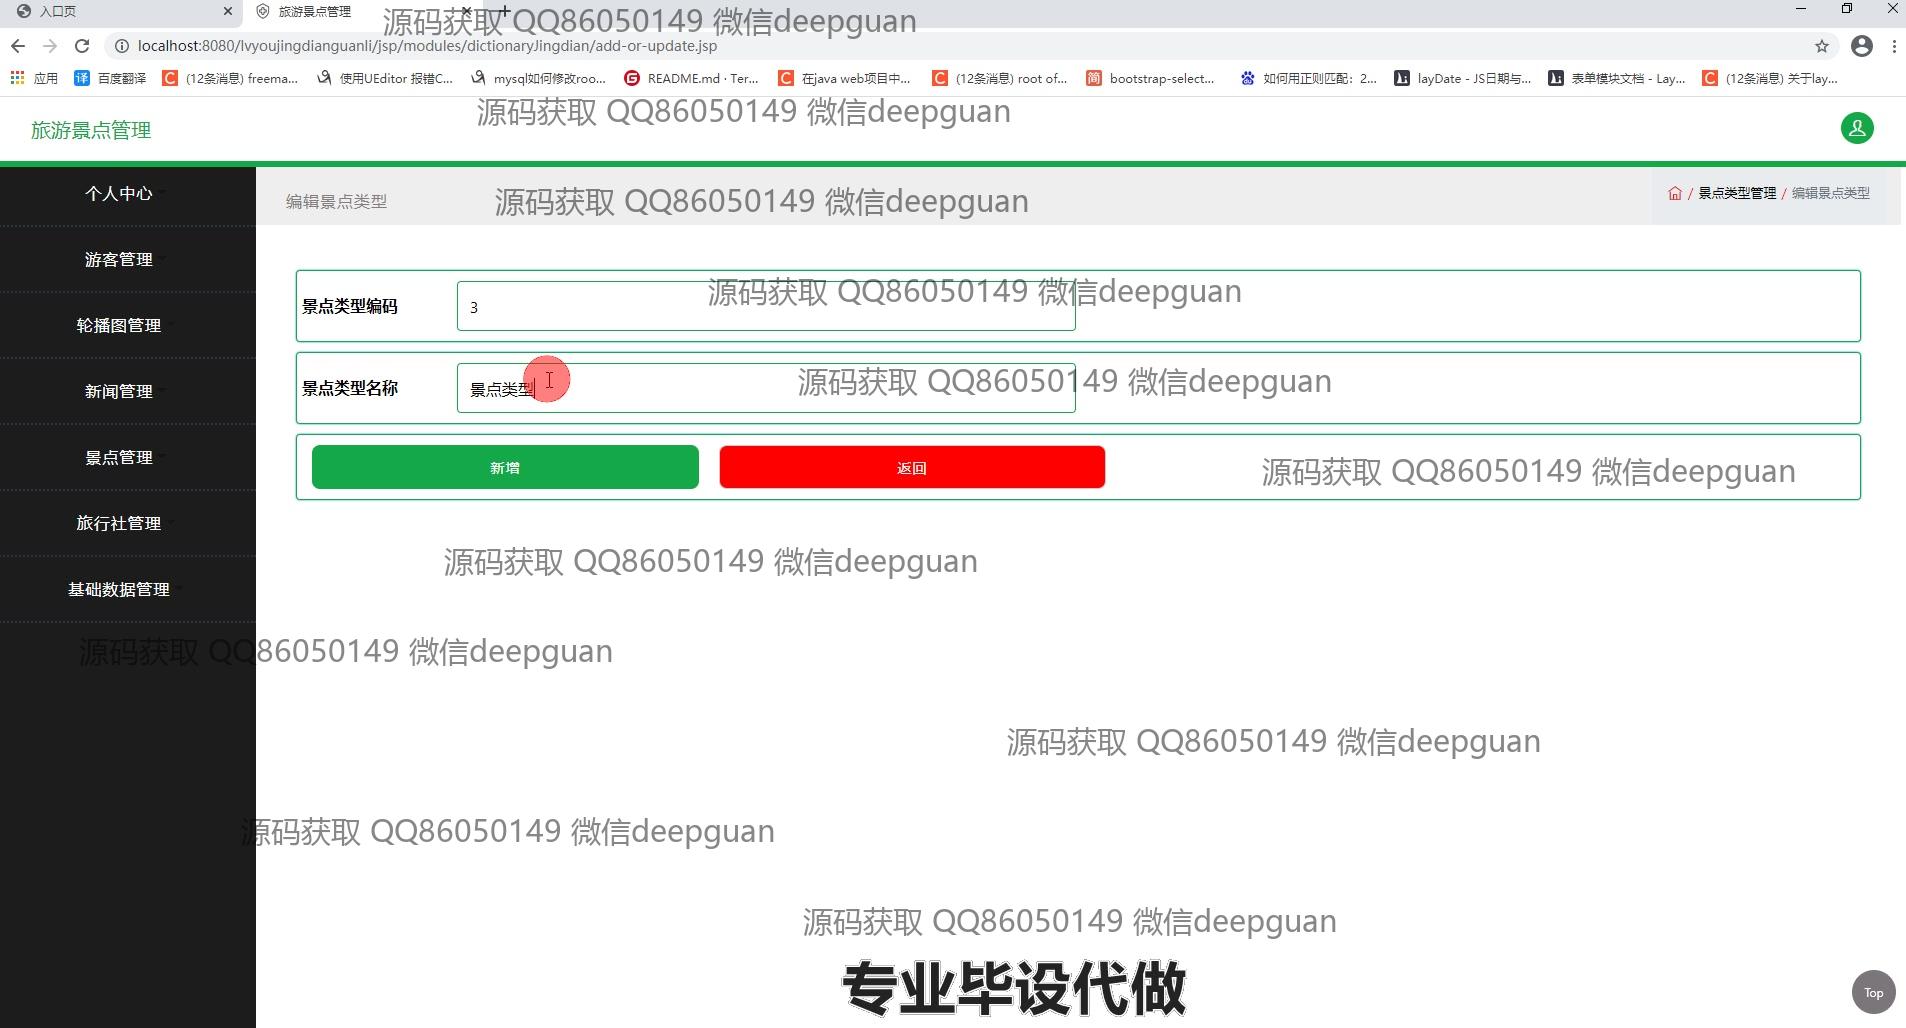 入口页
旅游景点管理
源码获取 QQ86050149 微信deepguan
localhost:8080/lvyoujingdianguanli/jsp/modules/dictionaryJingdian/add-or-update.jsp
应用 百度翻译 (12条消息) freema... 使用UEditor 报错C... mysql如何修改roo... README.md · Ter... 在java web项目中... (12条消息) root of... bootstrap-select... 如何用正则匹配：2... layDate - JS日期与... 表单模块文档 - Lay... (12条消息) 关于lay...
源码获取 QQ86050149 微信deepguan
旅游景点管理
个人中心
编辑景点类型
源码获取 QQ86050149 微信deepguan
/ 景点类型管理 / 编辑景点类型
游客管理
源码获取 QQ86050149 微信deepguan
景点类型编码 3
轮播图管理
源码获取 QQ86050149 微信deepguan
景点类型名称 景点类型
新闻管理
景点管理
新增 返回
源码获取 QQ86050149 微信deepguan
旅行社管理
源码获取 QQ86050149 微信deepguan
基础数据管理
源码获取 QQ86050149 微信deepguan
源码获取 QQ86050149 微信deepguan
源码获取 QQ86050149 微信deepguan
源码获取 QQ86050149 微信deepguan
专业毕设代做
Top